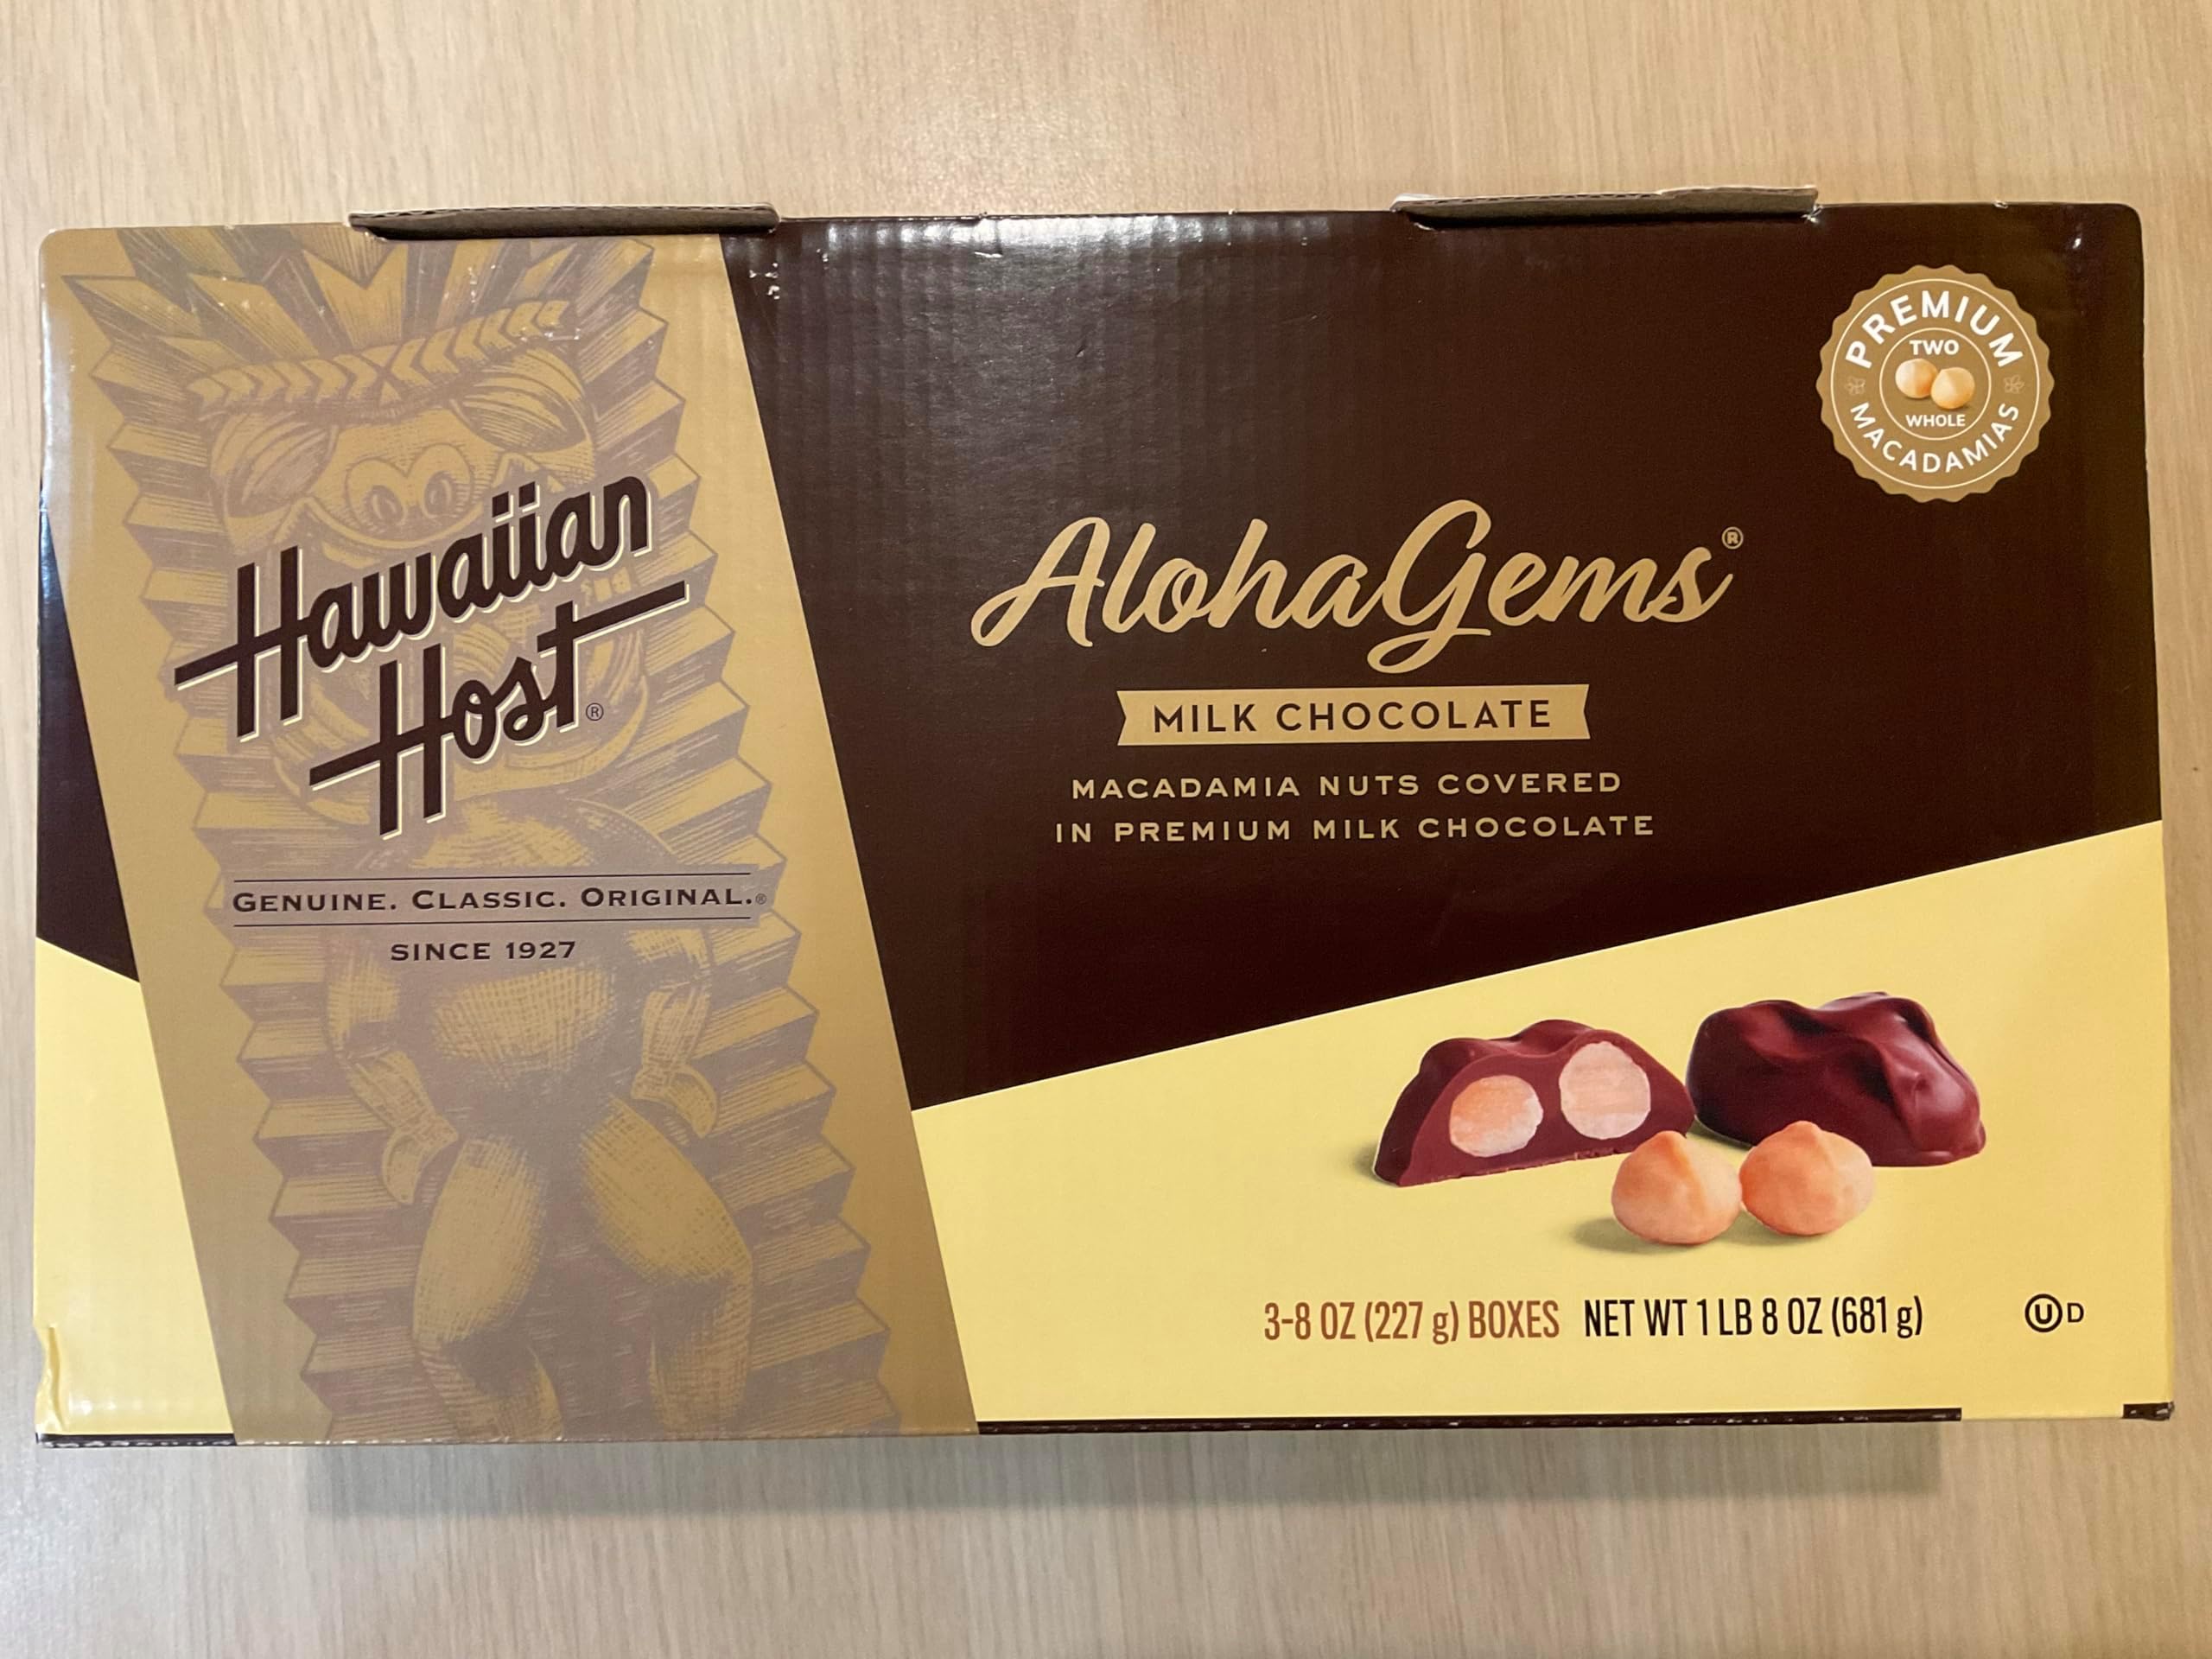 Hawaiian
Host®
GENUINE. CLASSIC. ORIGINAL.®
SINCE 1927
PREMIUM
TWO
WHOLE
MACADAMIAS
AlohaGems®
MILK CHOCOLATE
MACADAMIA NUTS COVERED
IN PREMIUM MILK CHOCOLATE
3-8 OZ (227 g) BOXES NET WT 1 LB 8 OZ (681 g)
U D